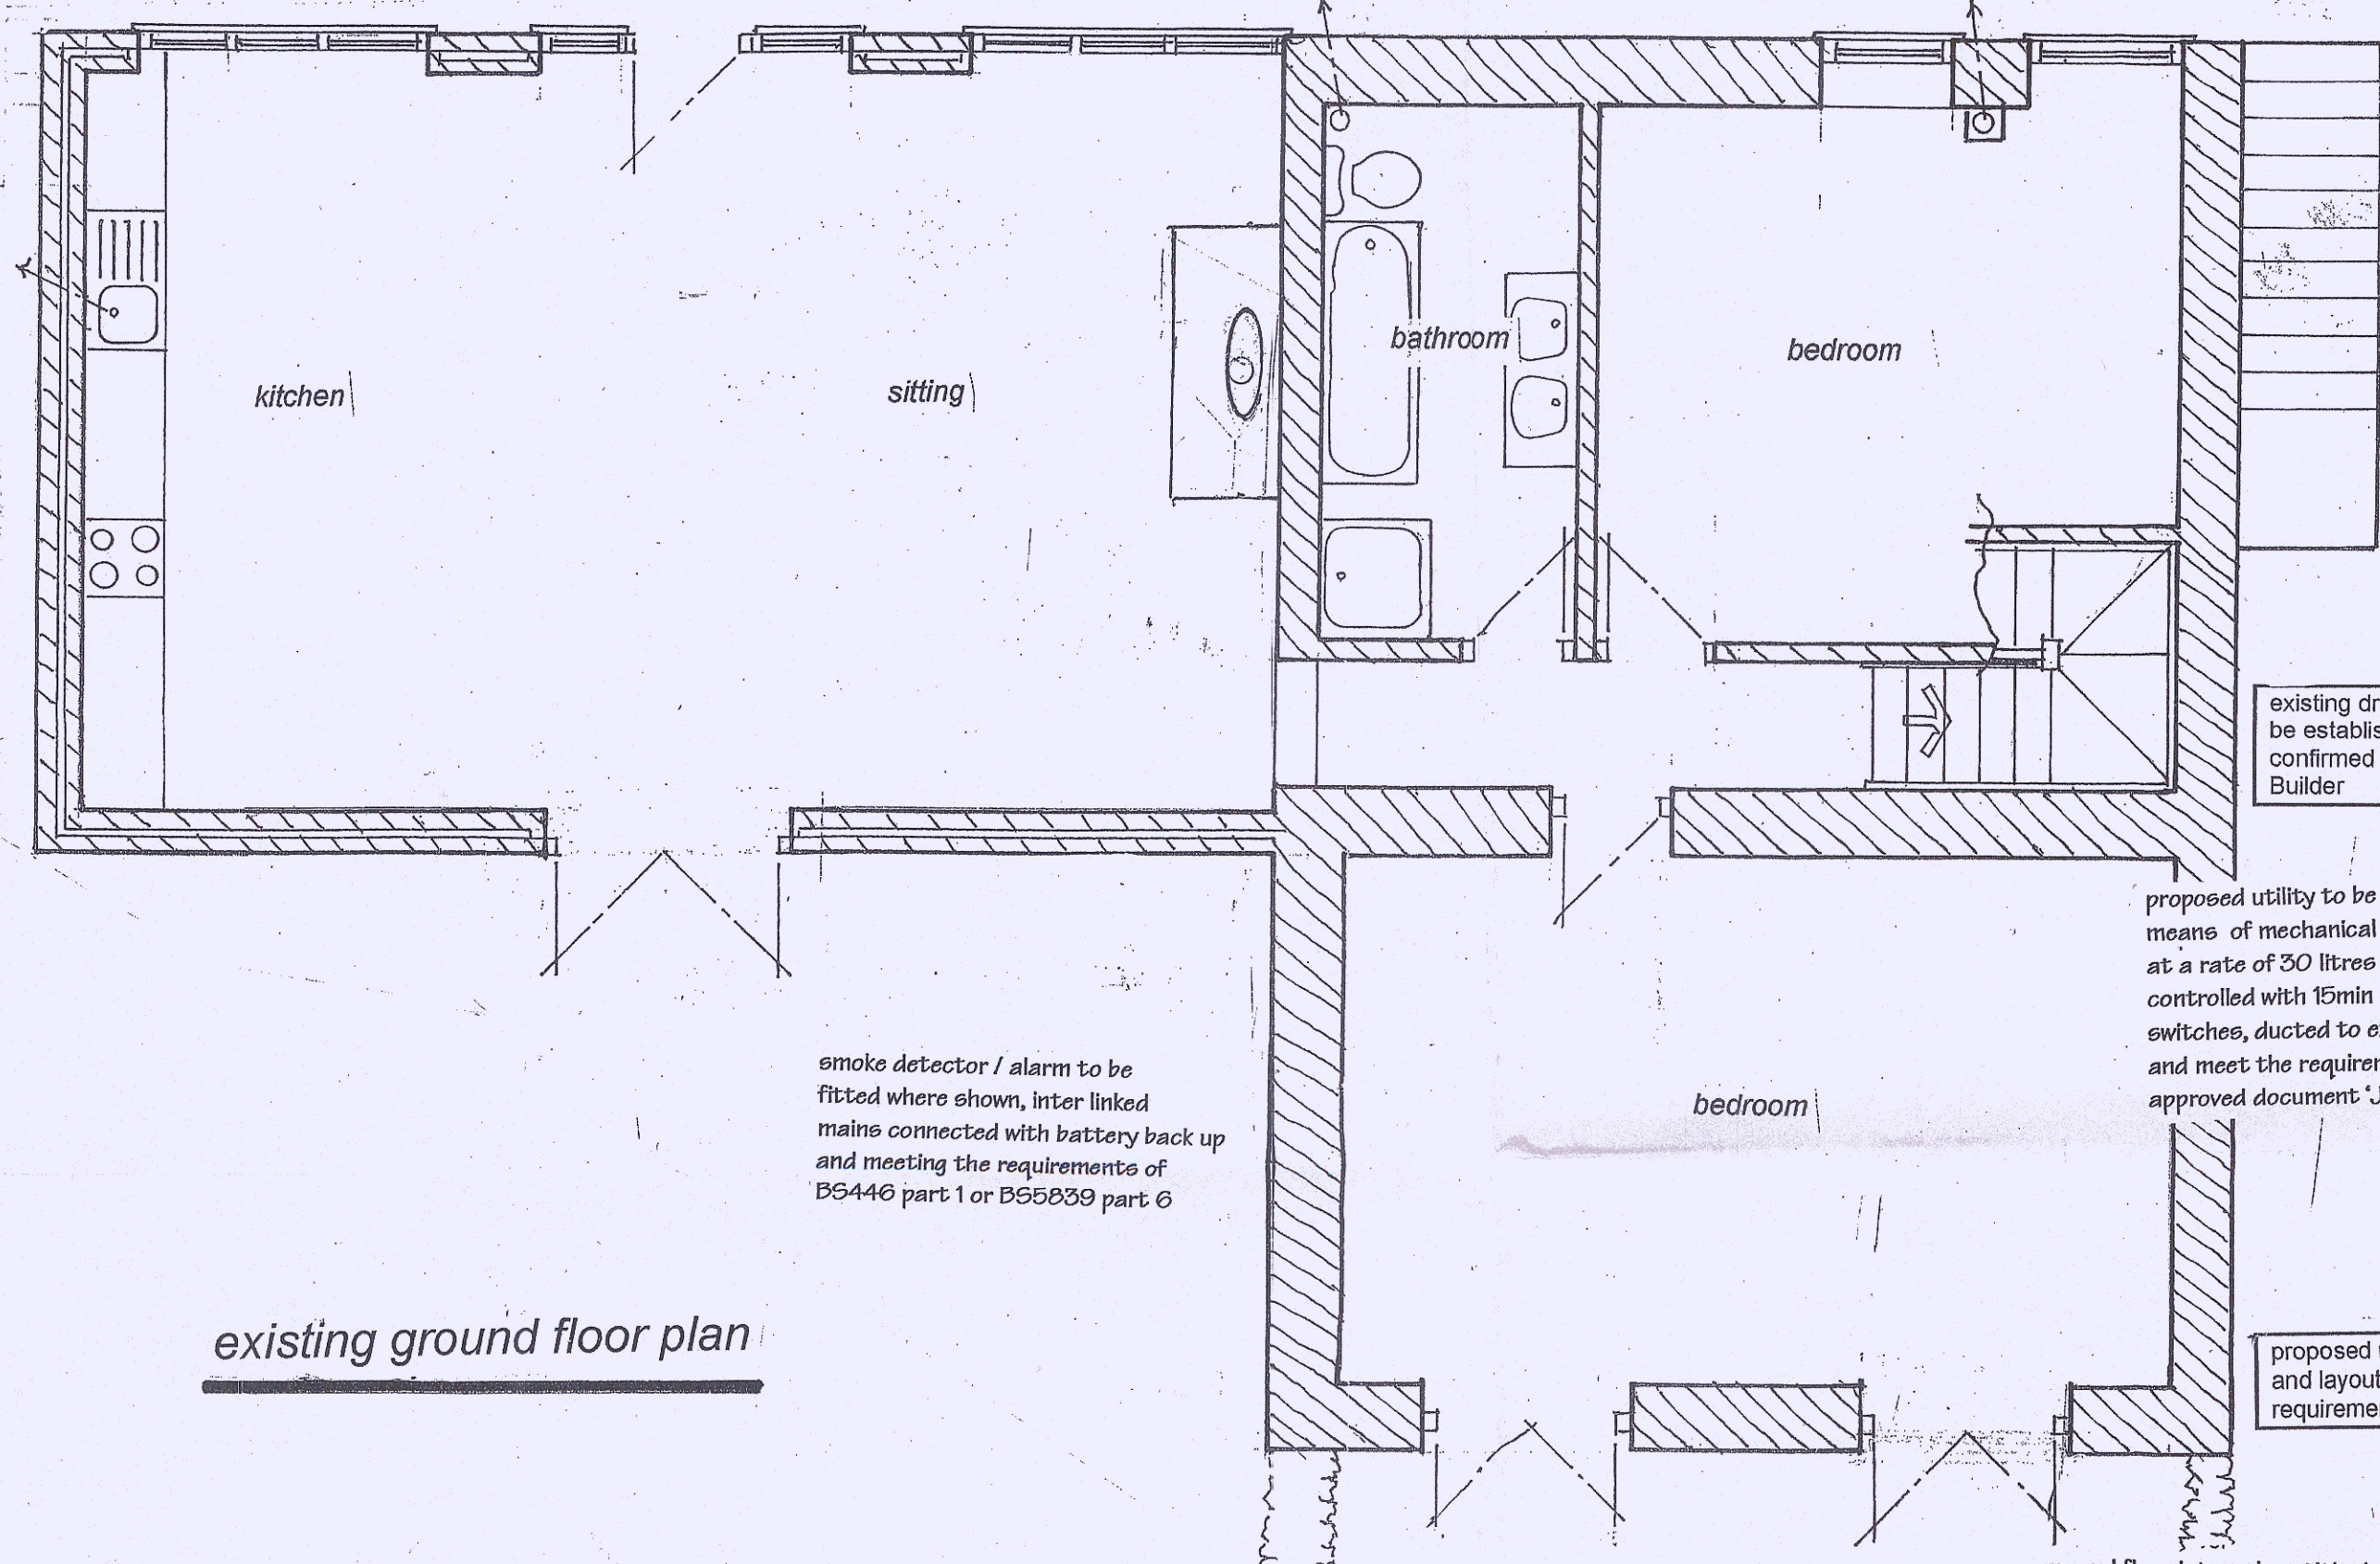 kitchen
sitting
bathroom
bedroom
existing dr
be establis
confirmed
Builder
proposed utility to be
means of mechanical
at a rate of 30 litres
controlled with 15min
switches, ducted to e
and meet the requirer
approved document 'J
smoke detector / alarm to be
fitted where shown, inter linked
mains connected with battery back up
and meeting the requirements of
BS446 part 1 or BS5839 part 6
bedroom
existing ground floor plan
proposed
and layout
requireme